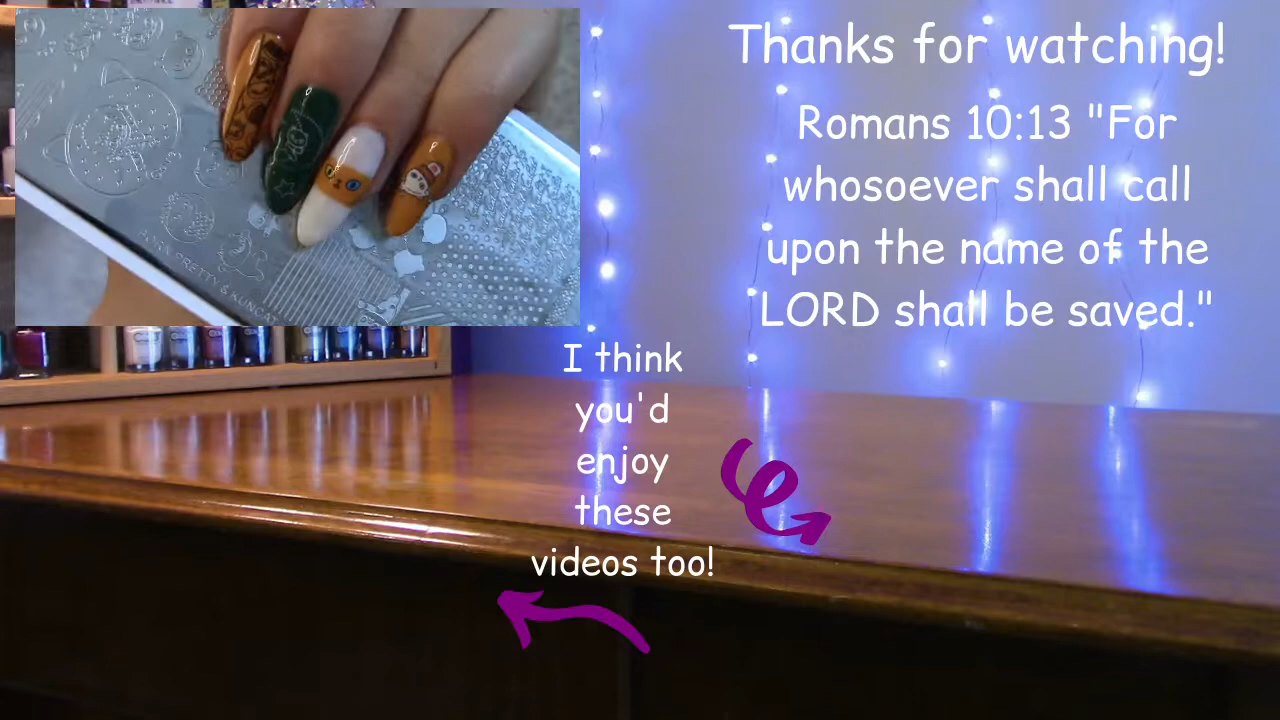 Thanks for watching!
Romans 10:13 "For
whosoever shall call
upon the name of the
LORD shall be saved."
I think
you'd
enjoy
these
videos too!